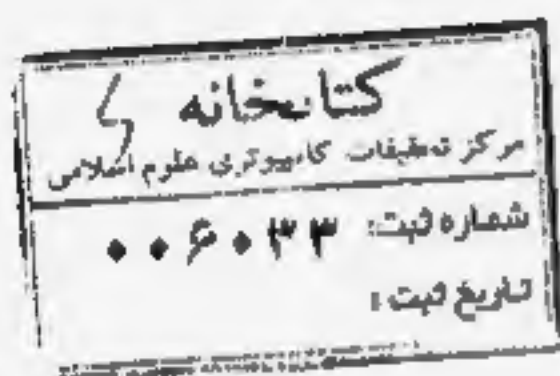 کتابخانه
مرکز تحقیقات کامپیوتری علوم اسلامی
شماره ثبت: ۰۰۶۰۳۳
تاریخ ثبت: